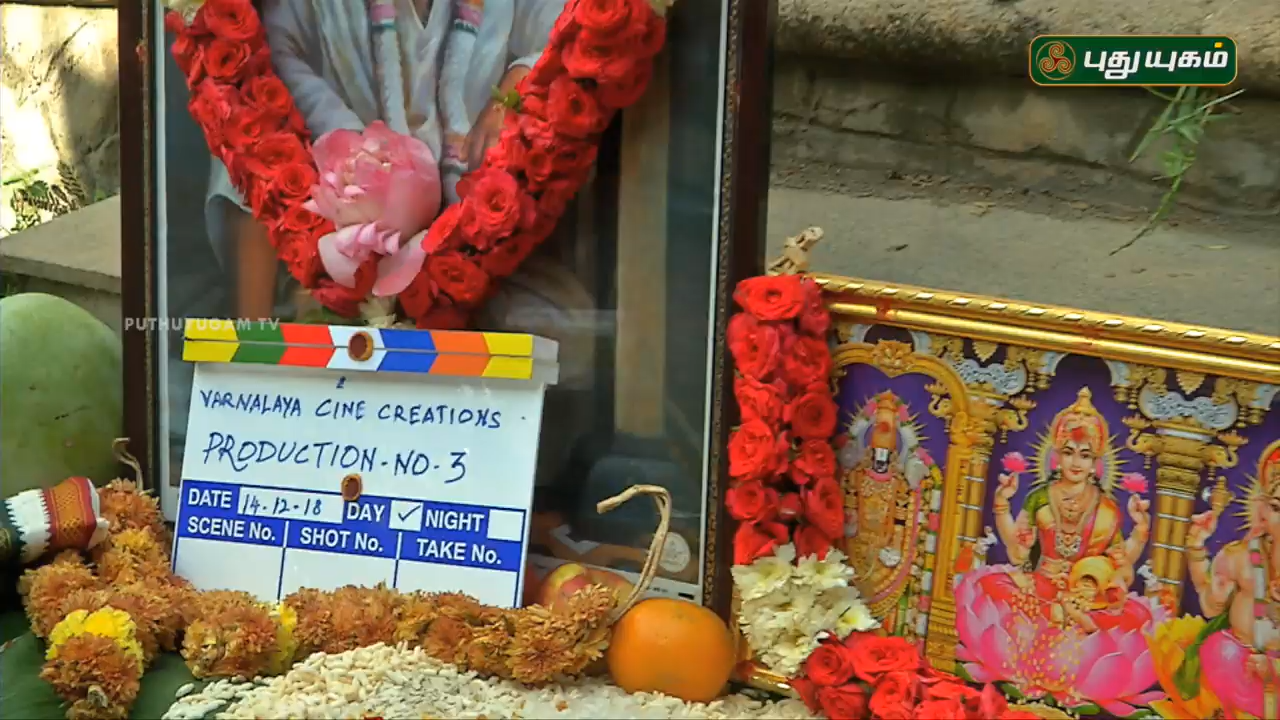 புதுயுகம்
PUTHUYUGAM TV
VARNALAYA CINE CREATIONS
PRODUCTION-NO-3
DATE 14-12-18 DAY ✓ NIGHT
SCENE No. SHOT No. TAKE No.